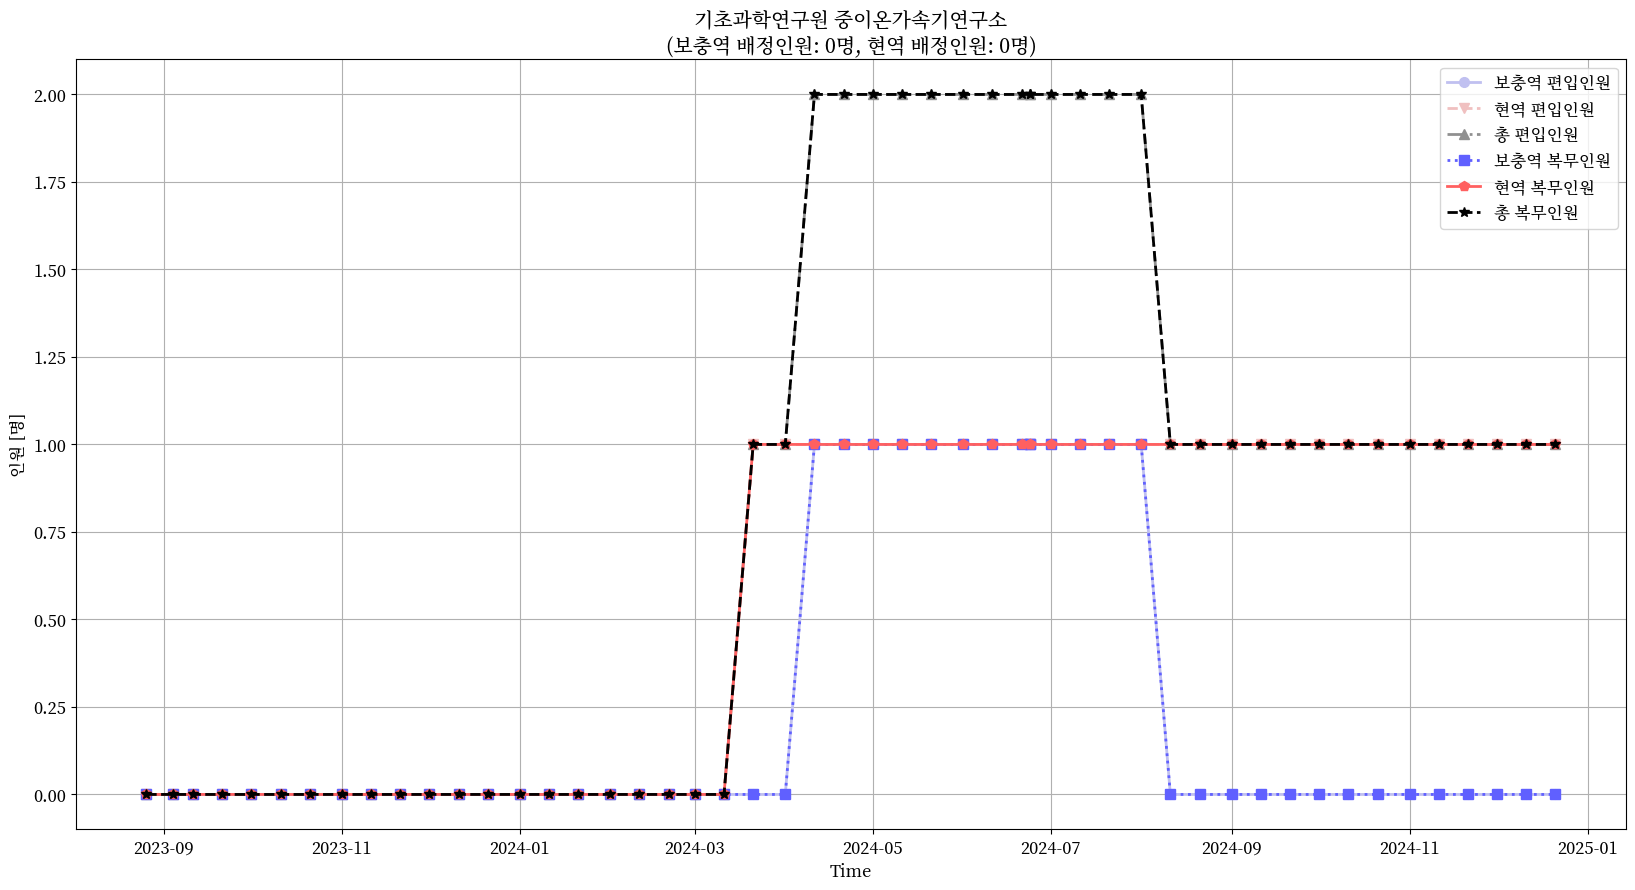 기초과학연구원 중이온가속기연구소
(보충역 배정인원: 0명, 현역 배정인원: 0명)
보충역 편입인원
현역 편입인원
총 편입인원
보충역 복무인원
현역 복무인원
총 복무인원
인원 [명]
2.00
1.75
1.50
1.25
1.00
0.75
0.50
0.25
0.00
2023-09
2023-11
2024-01
2024-03
2024-05
2024-07
2024-09
2024-11
2025-01
Time